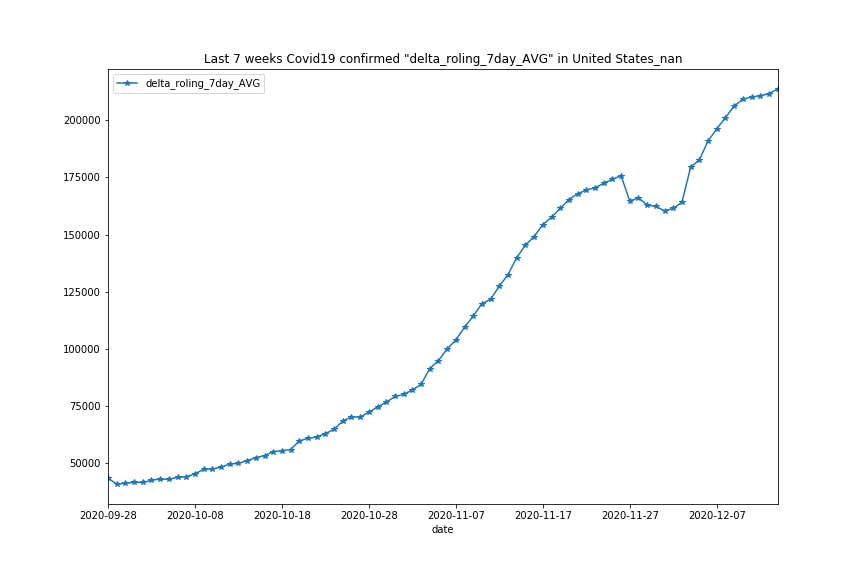 Last 7 weeks Covid19 confirmed "delta_roling_7day_AVG" in United States_nan
delta_roling_7day_AVG
200000
175000
150000
125000
100000
75000
50000
2020-09-28 2020-10-08 2020-10-18 2020-10-28 2020-11-07 2020-11-17 2020-11-27 2020-12-07
date